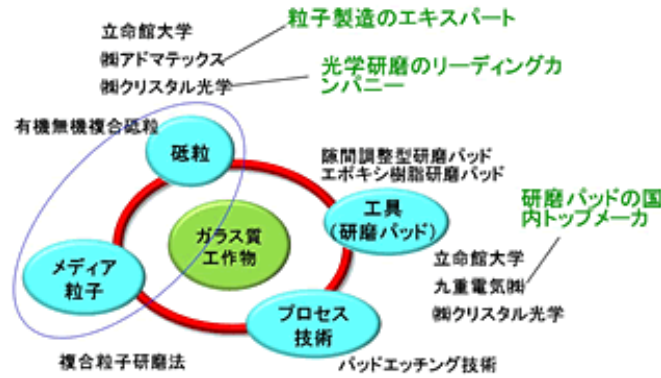 立命館大学
㈱アドマテックス
㈱クリスタル光学
粒子製造のエキスパート
光学研磨のリーディングカ
ンパニー
有機無機複合砥粒
砥粒
隙間調整型研磨パッド
エポキシ樹脂研磨パッド
工具
(研磨パッド)
研磨パッドの国
内トップメーカ
ガラス質
工作物
メディア
粒子
立命館大学
九重電気㈱
㈱クリスタル光学
プロセス
技術
複合粒子研磨法
パッドエッチング技術